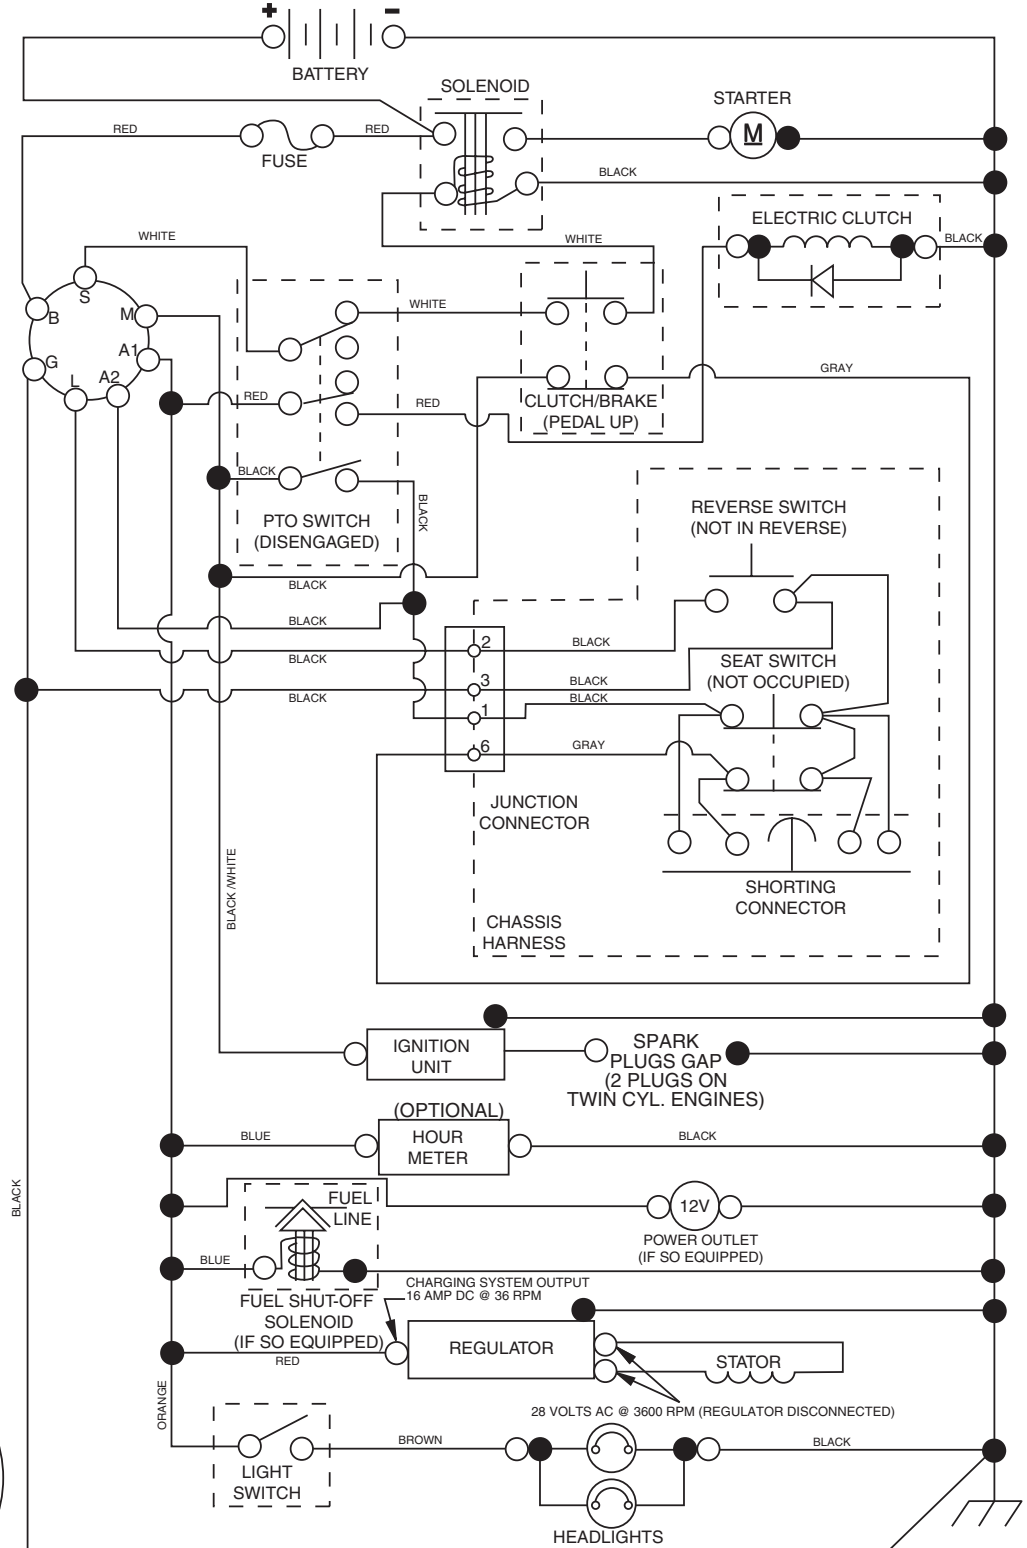 + -
BATTERY
SOLENOID
STARTER
M
RED
RED
FUSE
BLACK
WHITE
WHITE
ELECTRIC CLUTCH
BLACK
S
B
M
G
L
A2
A1
WHITE
GRAY
RED
RED
CLUTCH/BRAKE
(PEDAL UP)
BLACK
BLACK
PTO SWITCH
(DISENGAGED)
REVERSE SWITCH
(NOT IN REVERSE)
BLACK
BLACK
BLACK
2
BLACK
SEAT SWITCH
(NOT OCCUPIED)
BLACK
3
BLACK
BLACK
1
6
GRAY
JUNCTION
CONNECTOR
SHORTING
CONNECTOR
BLACK /WHITE
CHASSIS
HARNESS
IGNITION
UNIT
SPARK
PLUGS GAP
(2 PLUGS ON
TWIN CYL. ENGINES)
(OPTIONAL)
HOUR
METER
BLUE
BLACK
BLACK
FUEL
LINE
12V
POWER OUTLET
(IF SO EQUIPPED)
BLUE
FUEL SHUT-OFF
SOLENOID
(IF SO EQUIPPED)
CHARGING SYSTEM OUTPUT
16 AMP DC @ 36 RPM
RED
REGULATOR
STATOR
28 VOLTS AC @ 3600 RPM (REGULATOR DISCONNECTED)
ORANGE
LIGHT
SWITCH
BROWN
BLACK
HEADLIGHTS